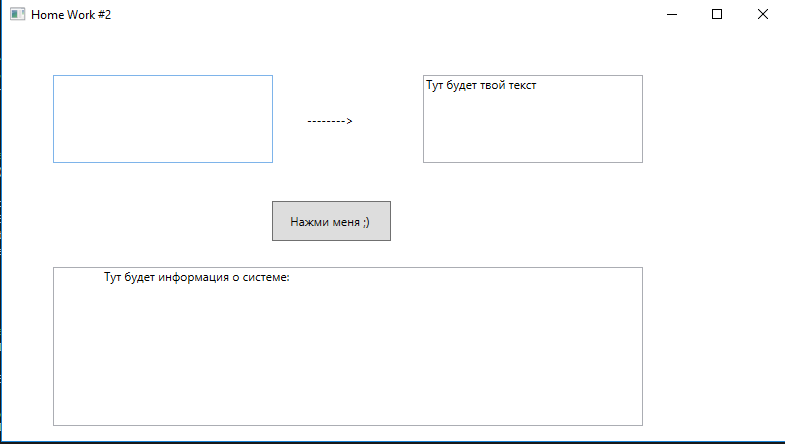 Home Work #2
Тут будет твой текст
-------->
Нажми меня ;)
Тут будет информация о системе: